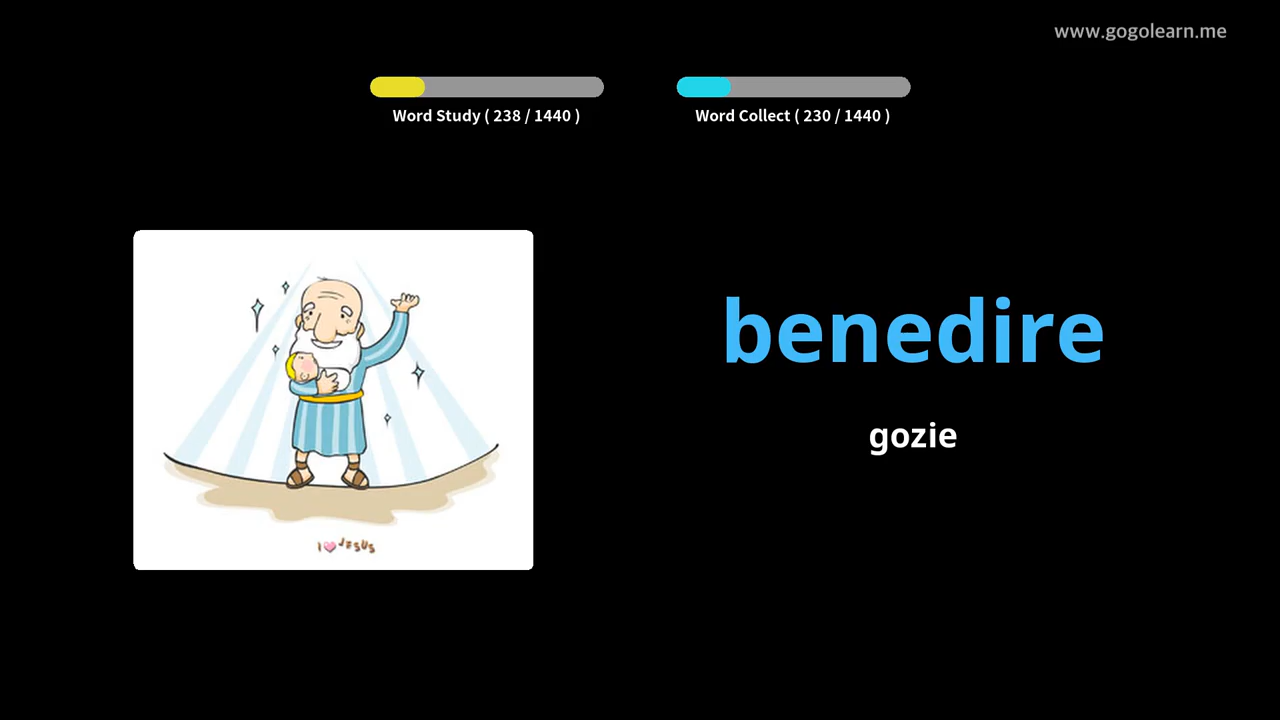 www.gogolearn.me
Word Study ( 238 / 1440 )
Word Collect ( 230 / 1440 )
benedire
gozie
I JESUS